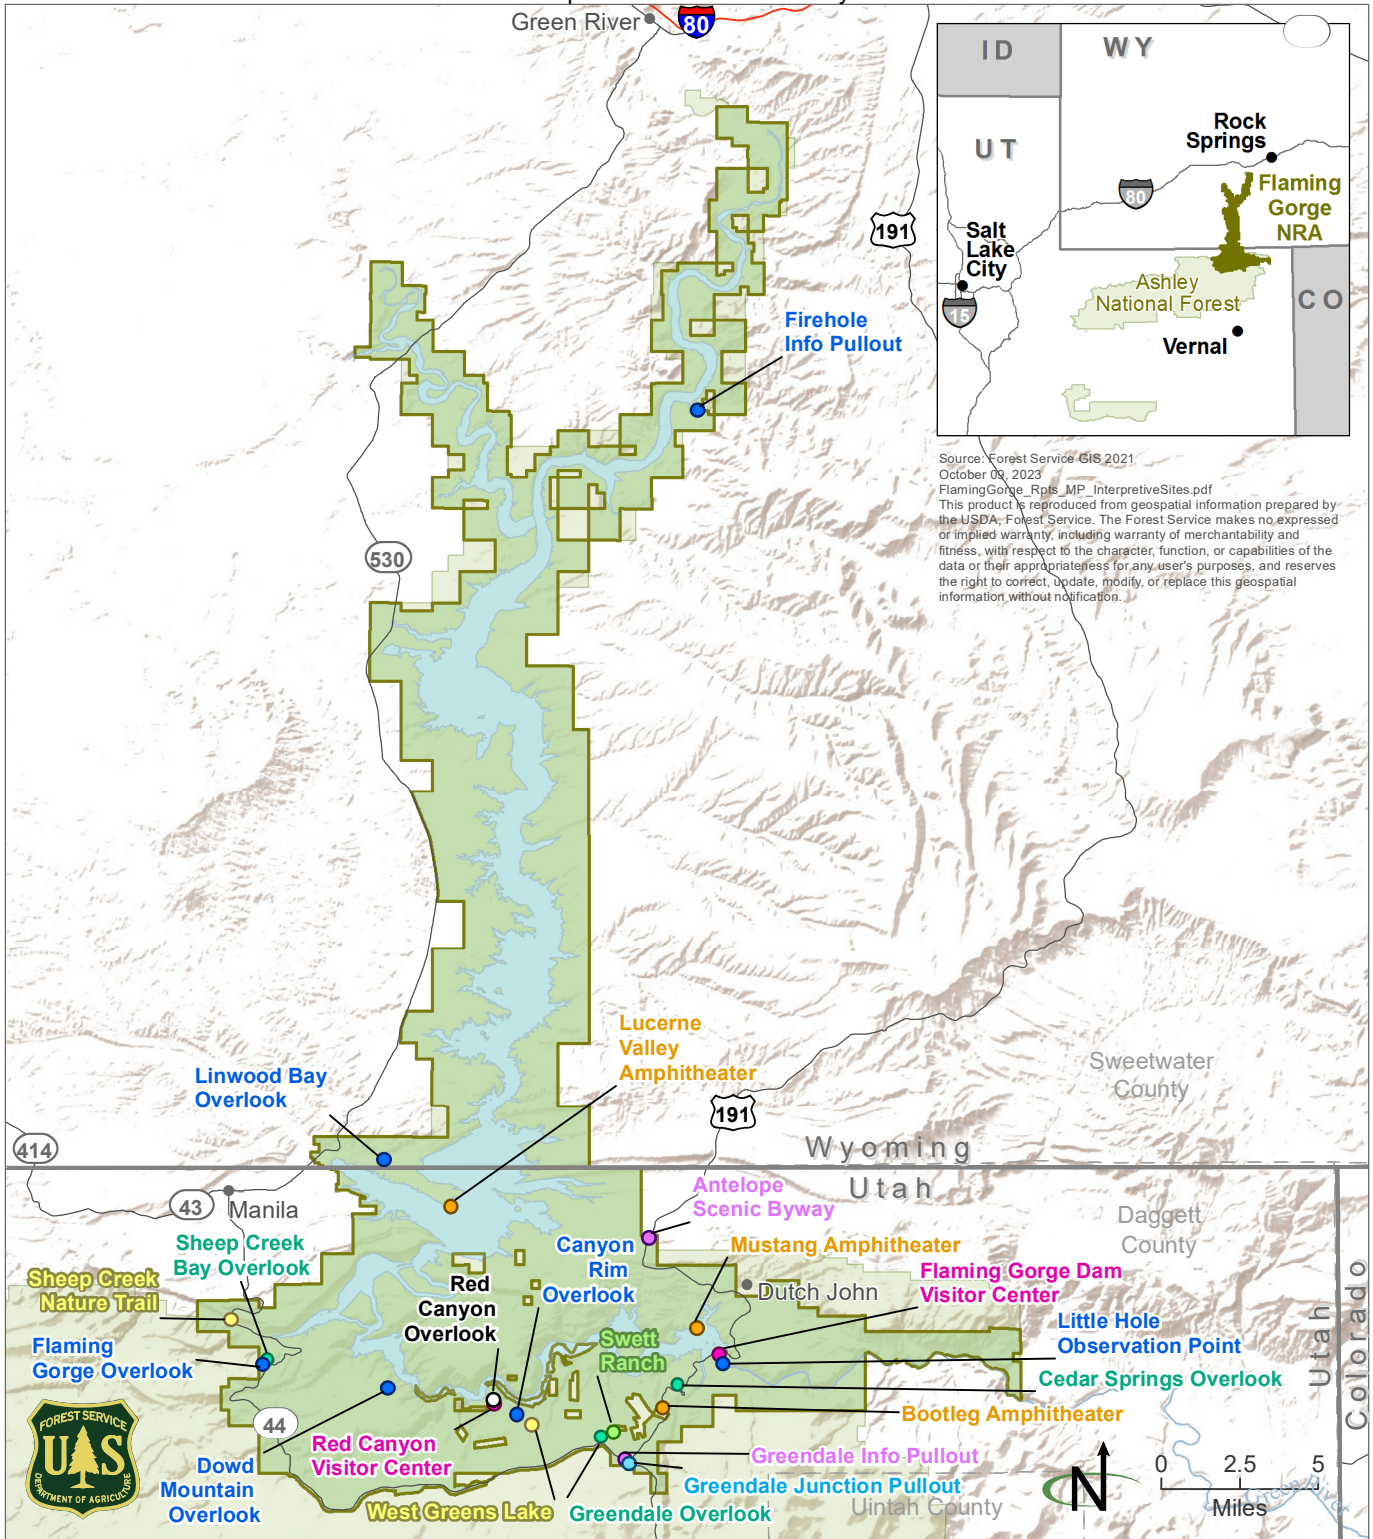 Green River
80
ID
WY
UT
Rock
Springs
80
Flaming
Gorge
NRA
Salt
Lake
City
15
Ashley
National Forest
CO
Vernal
191
Firehole
Info Pullout
Source: Forest Service GIS 2021
October 09, 2023
FlamingGorge_Rpts_MP_InterpretiveSites.pdf
This product is reproduced from geospatial information prepared by
the USDA, Forest Service. The Forest Service makes no expressed
or implied warranty, including warranty of merchantability and
fitness, with respect to the character, function, or capabilities of the
data or their appropriateness for any user's purposes, and reserves
the right to correct, update, modify, or replace this geospatial
information without notification.
530
Lucerne
Valley
Amphitheater
Linwood Bay
Overlook
Sweetwater
County
191
414
Wyoming
Utah
43
Manila
Antelope
Scenic Byway
Daggett
County
Sheep Creek
Bay Overlook
Canyon
Rim
Overlook
Mustang Amphitheater
Sheep Creek
Nature Trail
Red
Canyon
Overlook
Dutch John
Flaming Gorge Dam
Visitor Center
Flaming
Gorge Overlook
Swett
Ranch
Little Hole
Observation Point
Utah
Colorado
Cedar Springs Overlook
Bootleg Amphitheater
FOREST SERVICE
UAS
DEPARTMENT OF AGRICULTURE
44
Red Canyon
Visitor Center
Dowd
Mountain
Overlook
Greendale Info Pullout
Greendale Junction Pullout
West Greens Lake
Greendale Overlook
Uintah County
N
0 2.5 5
Miles
Green River